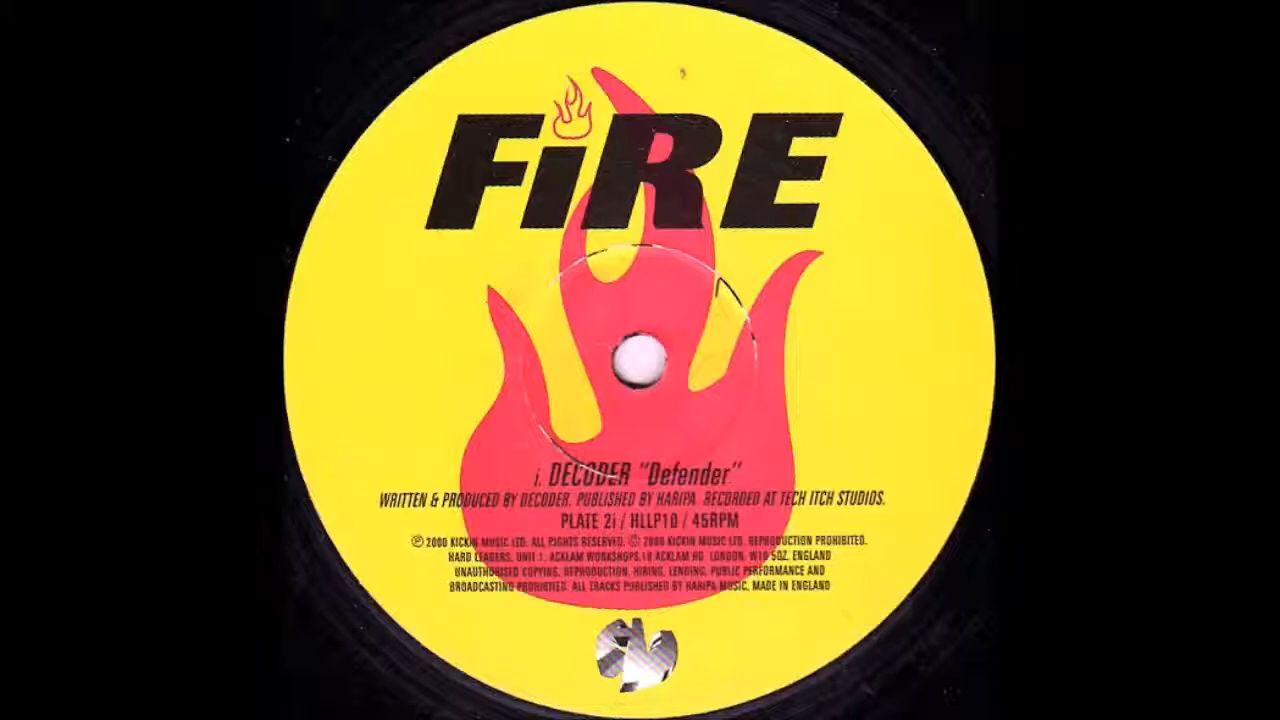 FiRE
i. DECODER "Defender"
WRITTEN & PRODUCED BY DECODER. PUBLISHED BY HARIPA. RECORDED AT TECH ITCH STUDIOS.
PLATE 2i / HLLP10 / 45RPM
℗ 2000 KICKIN MUSIC LTD. ALL RIGHTS RESERVED. © 2000 KICKIN MUSIC LTD. REPRODUCTION PROHIBITED.
HARD LEADERS, UNIT 1, ACKLAM WORKSHOPS, 10 ACKLAM RD, LONDON, W10 5QZ, ENGLAND
UNAUTHORISED COPYING, REPRODUCTION, HIRING, LENDING, PUBLIC PERFORMANCE AND
BROADCASTING PROHIBITED. ALL TRACKS PUBLISHED BY HARIPA MUSIC. MADE IN ENGLAND